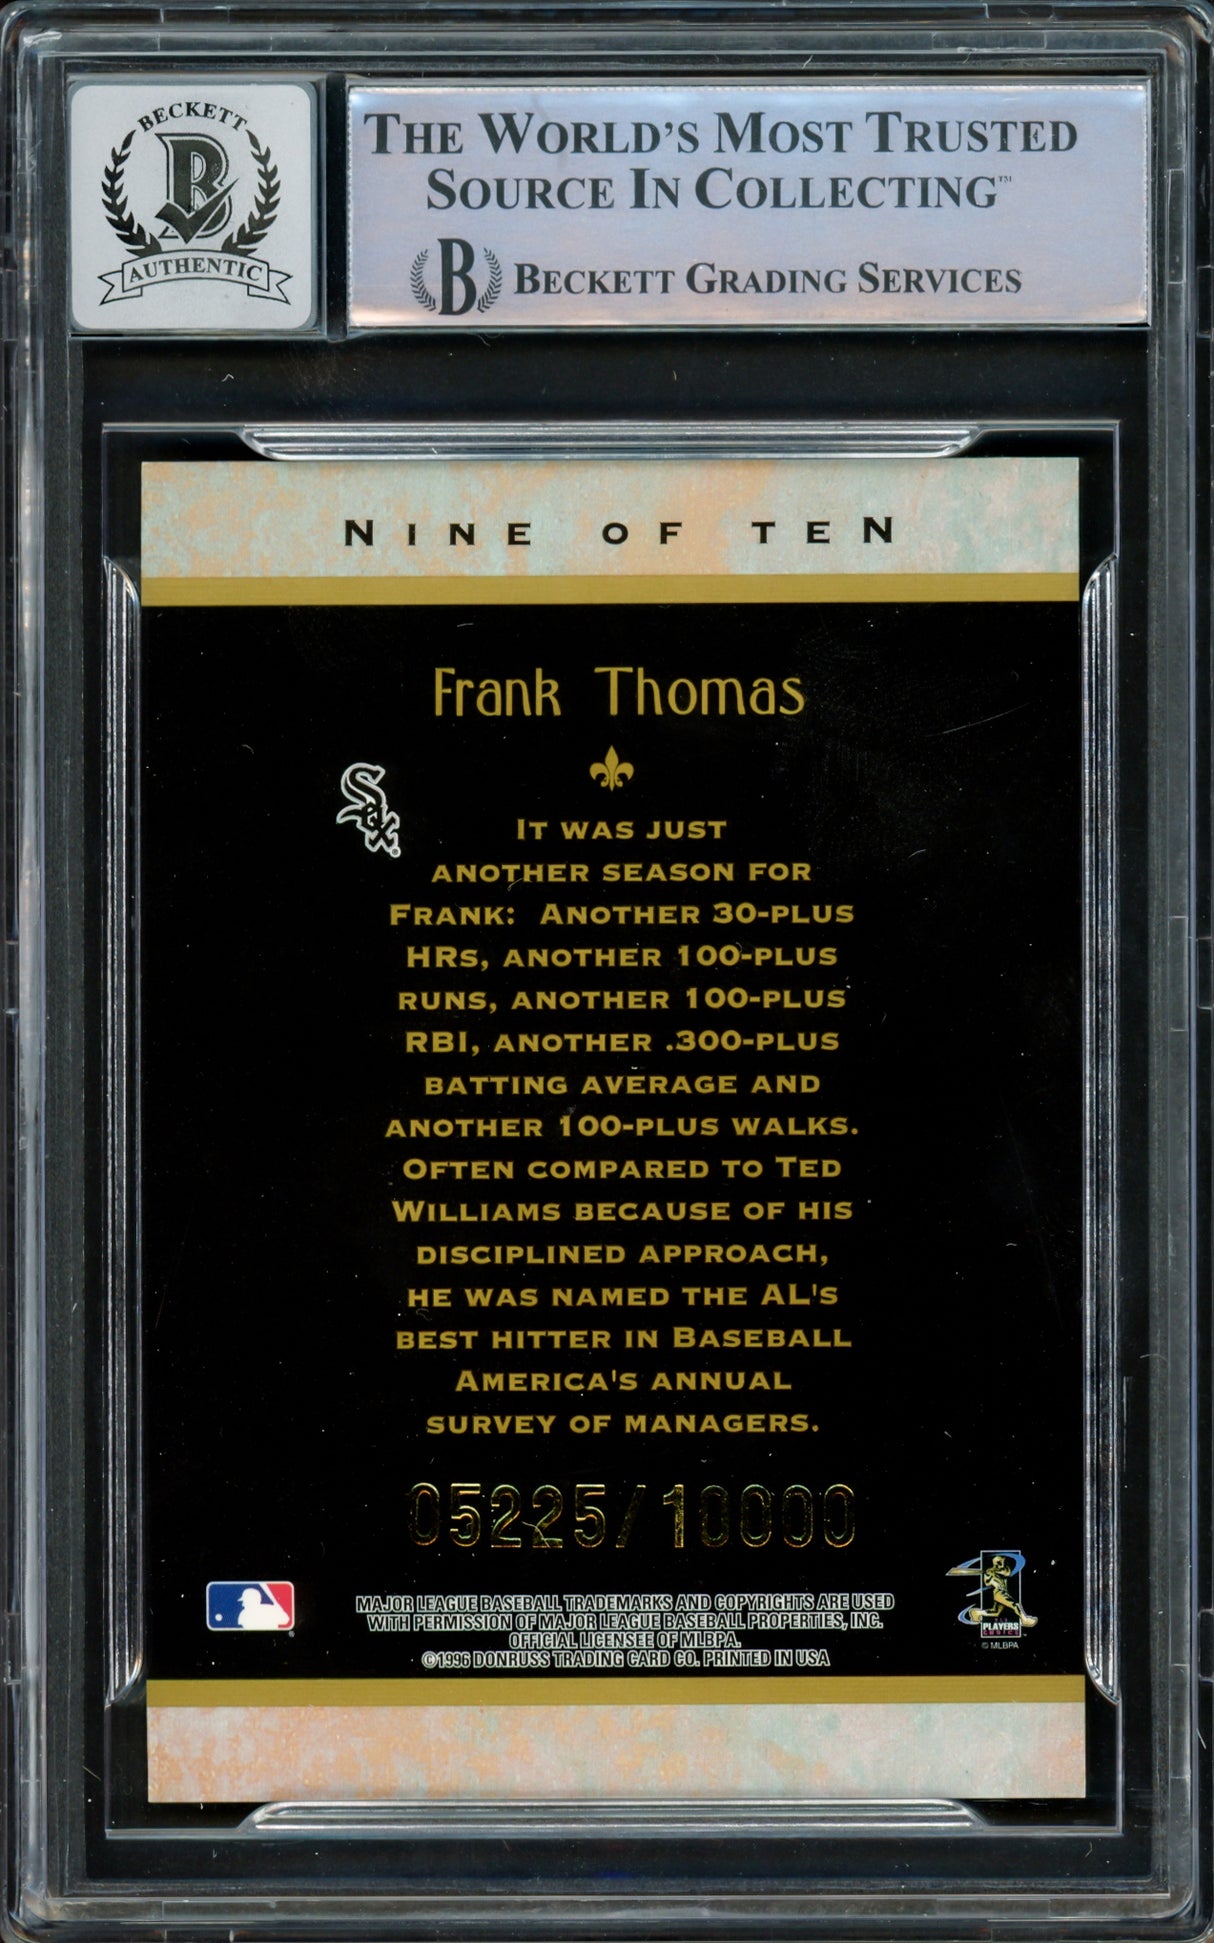 BECKETT
B
AUTHENTIC
THE WORLD'S MOST TRUSTED
SOURCE IN COLLECTING™
B BECKETT GRADING SERVICES
NINE OF TEN
Frank Thomas
Sox®
IT WAS JUST
ANOTHER SEASON FOR
FRANK: ANOTHER 30-PLUS
HRS, ANOTHER 100-PLUS
RUNS, ANOTHER 100-PLUS
RBI, ANOTHER .300-PLUS
BATTING AVERAGE AND
ANOTHER 100-PLUS WALKS.
OFTEN COMPARED TO TED
WILLIAMS BECAUSE OF HIS
DISCIPLINED APPROACH,
HE WAS NAMED THE AL'S
BEST HITTER IN BASEBALL
AMERICA'S ANNUAL
SURVEY OF MANAGERS.
05225/10000
MAJOR LEAGUE BASEBALL TRADEMARKS AND COPYRIGHTS ARE USED
WITH PERMISSION OF MAJOR LEAGUE BASEBALL PROPERTIES, INC.
OFFICIAL LICENSEE OF MLBPA.
©1996 DONRUSS TRADING CARD CO. PRINTED IN USA
PLAYERS
CHOICE
© MLBPA